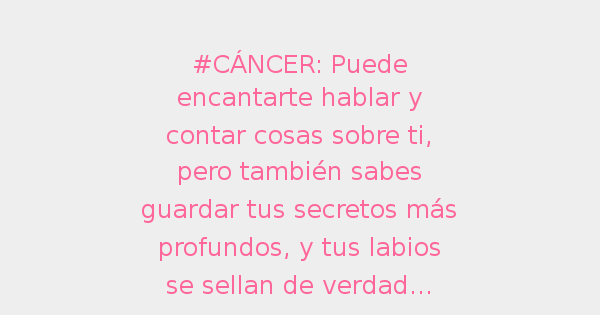 #CÁNCER: Puede
encantarte hablar y
contar cosas sobre ti,
pero también sabes
guardar tus secretos más
profundos, y tus labios
se sellan de verdad...